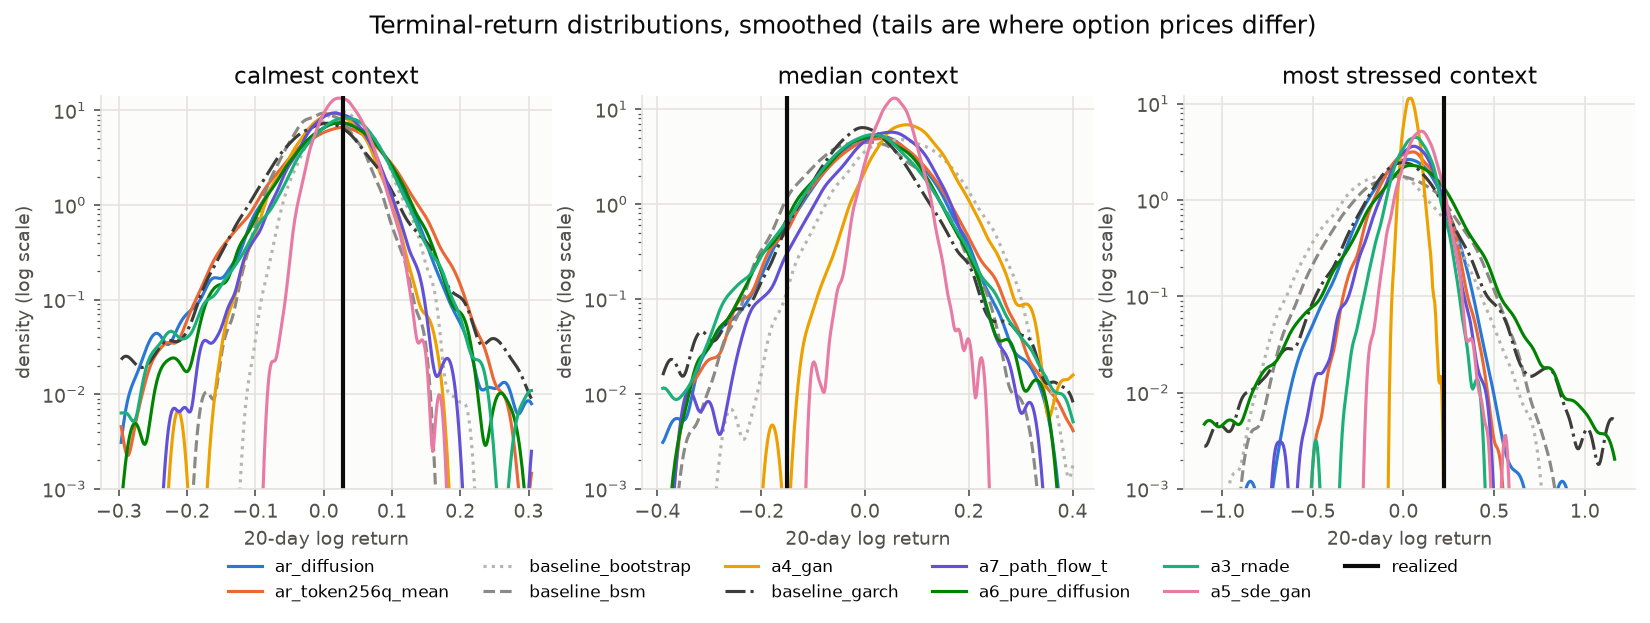 Terminal-return distributions, smoothed (tails are where option prices differ)
calmest context
median context
most stressed context
density (log scale)
10¹
10⁰
10⁻¹
10⁻²
10⁻³
−0.3 −0.2 −0.1 0.0 0.1 0.2 0.3
20-day log return
density (log scale)
10¹
10⁰
10⁻¹
10⁻²
10⁻³
−0.4 −0.2 0.0 0.2 0.4
20-day log return
density (log scale)
10¹
10⁰
10⁻¹
10⁻²
10⁻³
−1.0 −0.5 0.0 0.5 1.0
20-day log return
ar_diffusion
ar_token256q_mean
baseline_bootstrap
baseline_bsm
a4_gan
baseline_garch
a7_path_flow_t
a6_pure_diffusion
a3_rnade
a5_sde_gan
realized